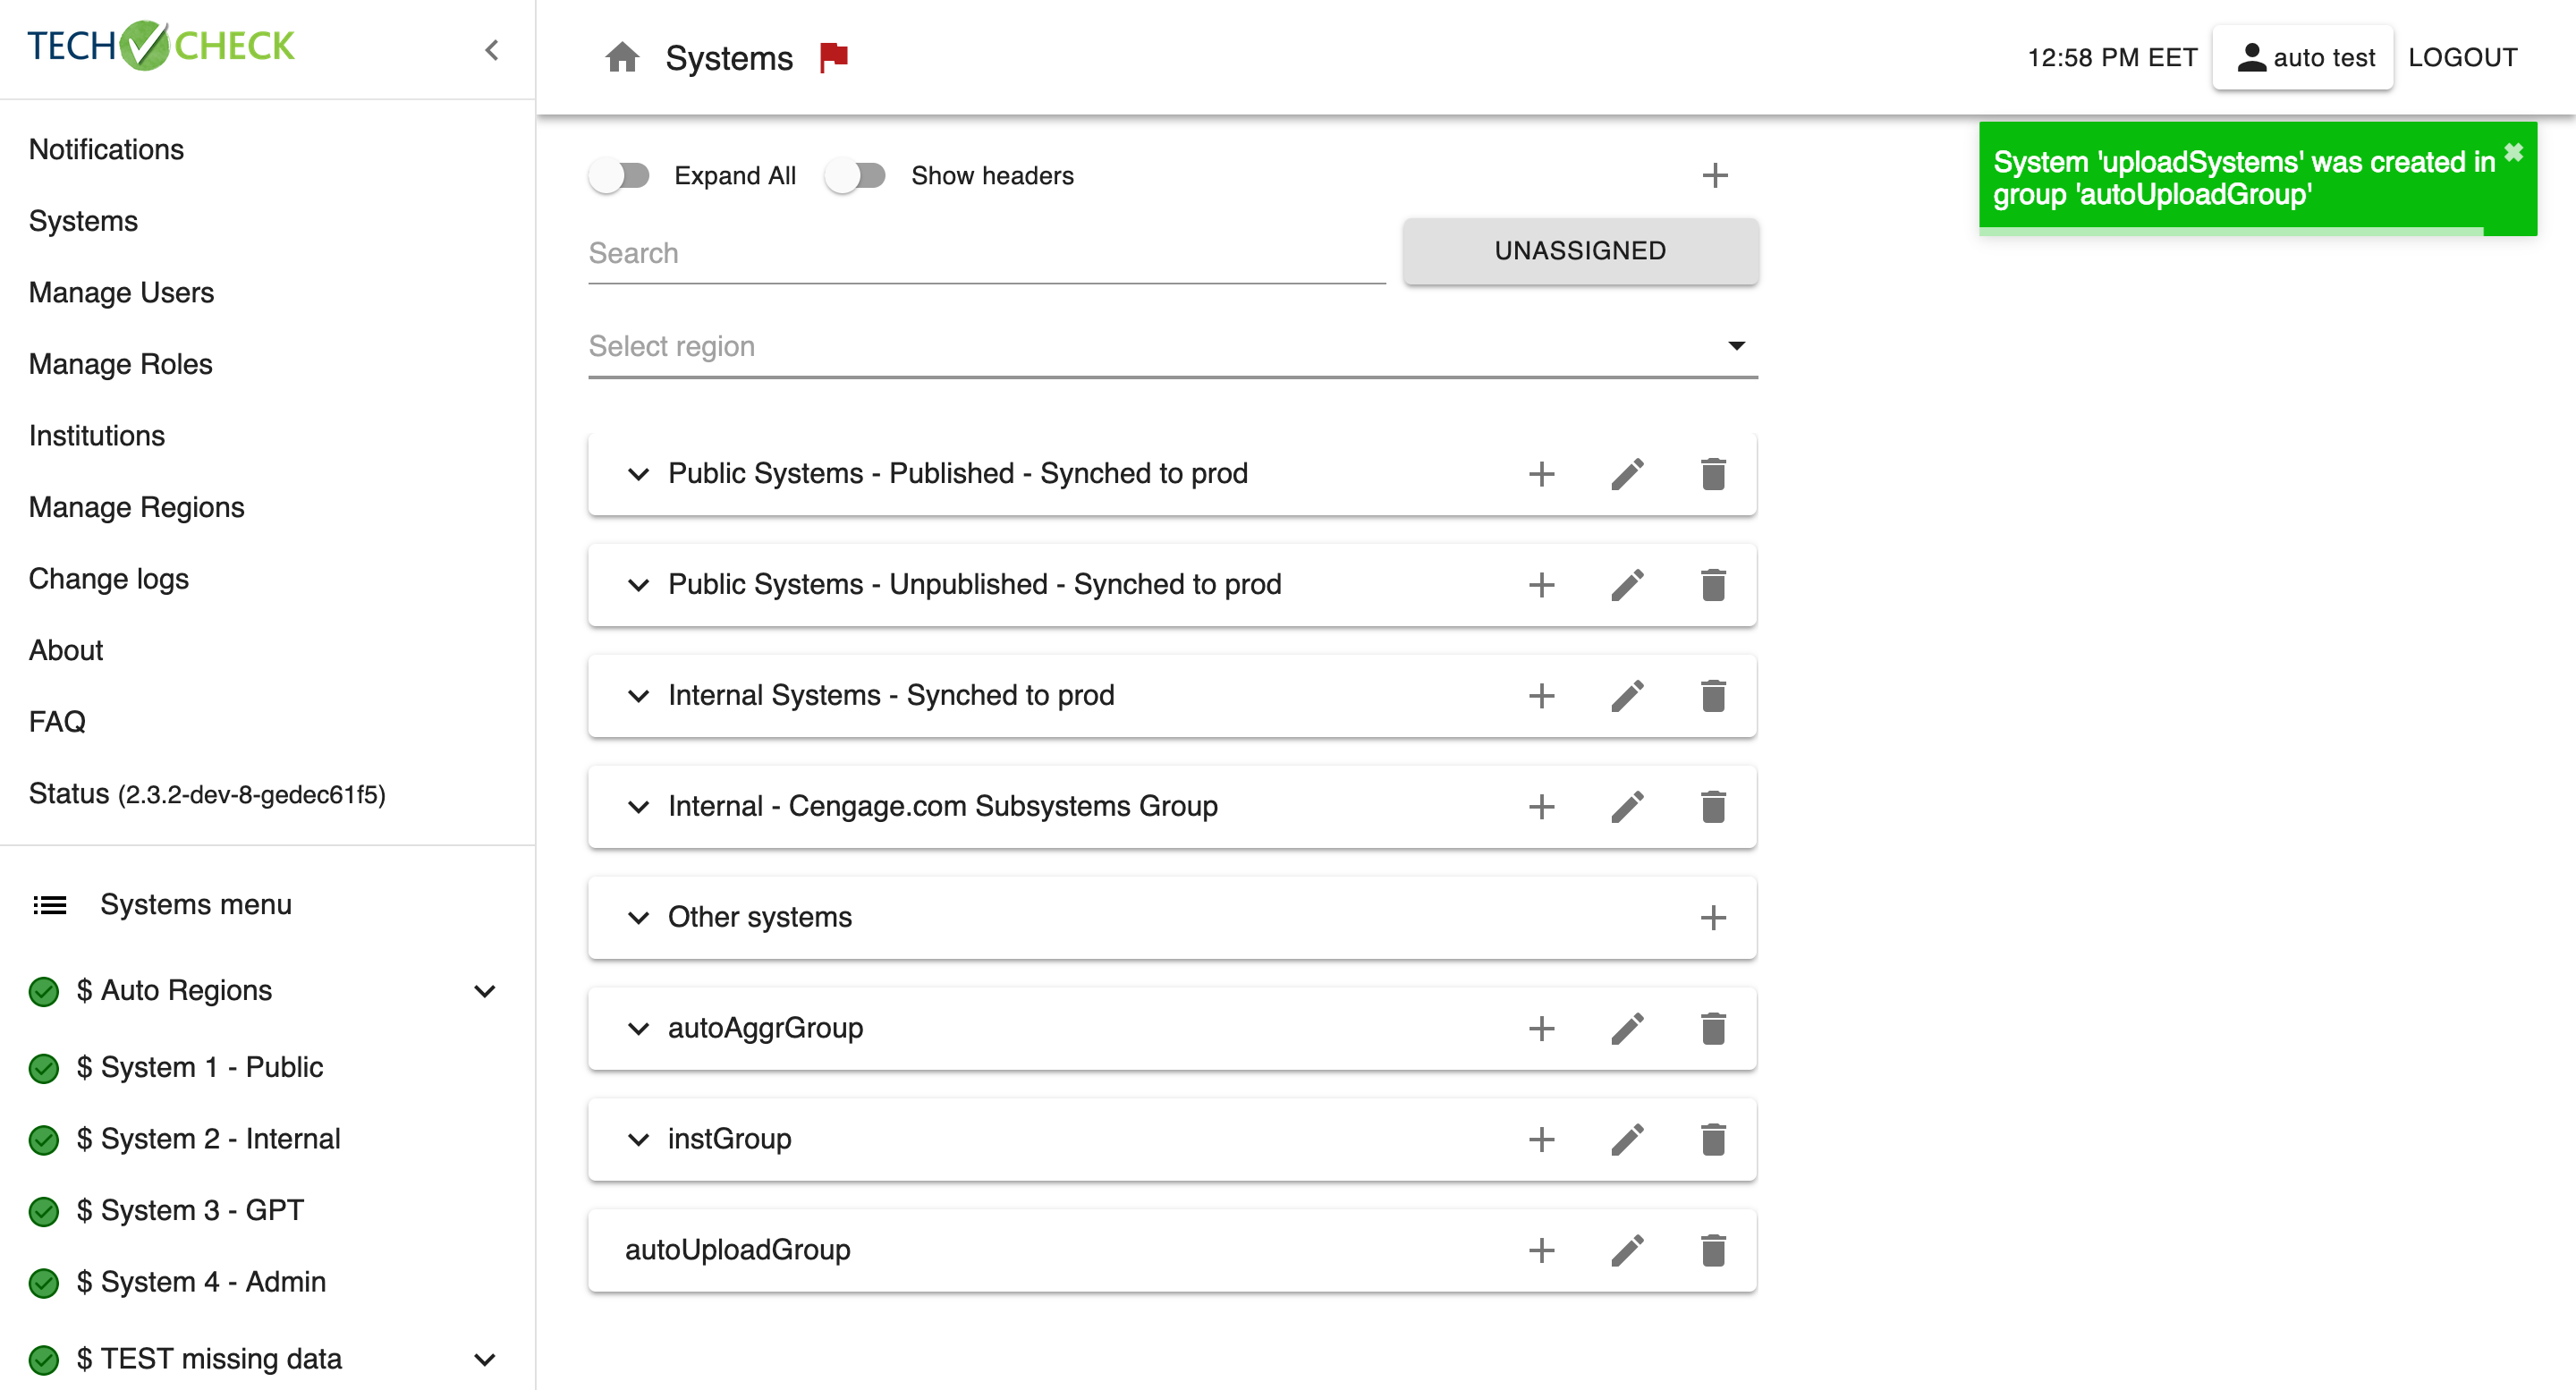 TECH CHECK
Notifications
Systems
Manage Users
Manage Roles
Institutions
Manage Regions
Change logs
About
FAQ
Status (2.3.2-dev-8-gedec61f5)
Systems menu
$ Auto Regions
$ System 1 - Public
$ System 2 - Internal
$ System 3 - GPT
$ System 4 - Admin
$ TEST missing data
Systems
12:58 PM EET
auto test
LOGOUT
Expand All
Show headers
Search
UNASSIGNED
Select region
Public Systems - Published - Synched to prod
Public Systems - Unpublished - Synched to prod
Internal Systems - Synched to prod
Internal - Cengage.com Subsystems Group
Other systems
autoAggrGroup
instGroup
autoUploadGroup
System 'uploadSystems' was created in
group 'autoUploadGroup'